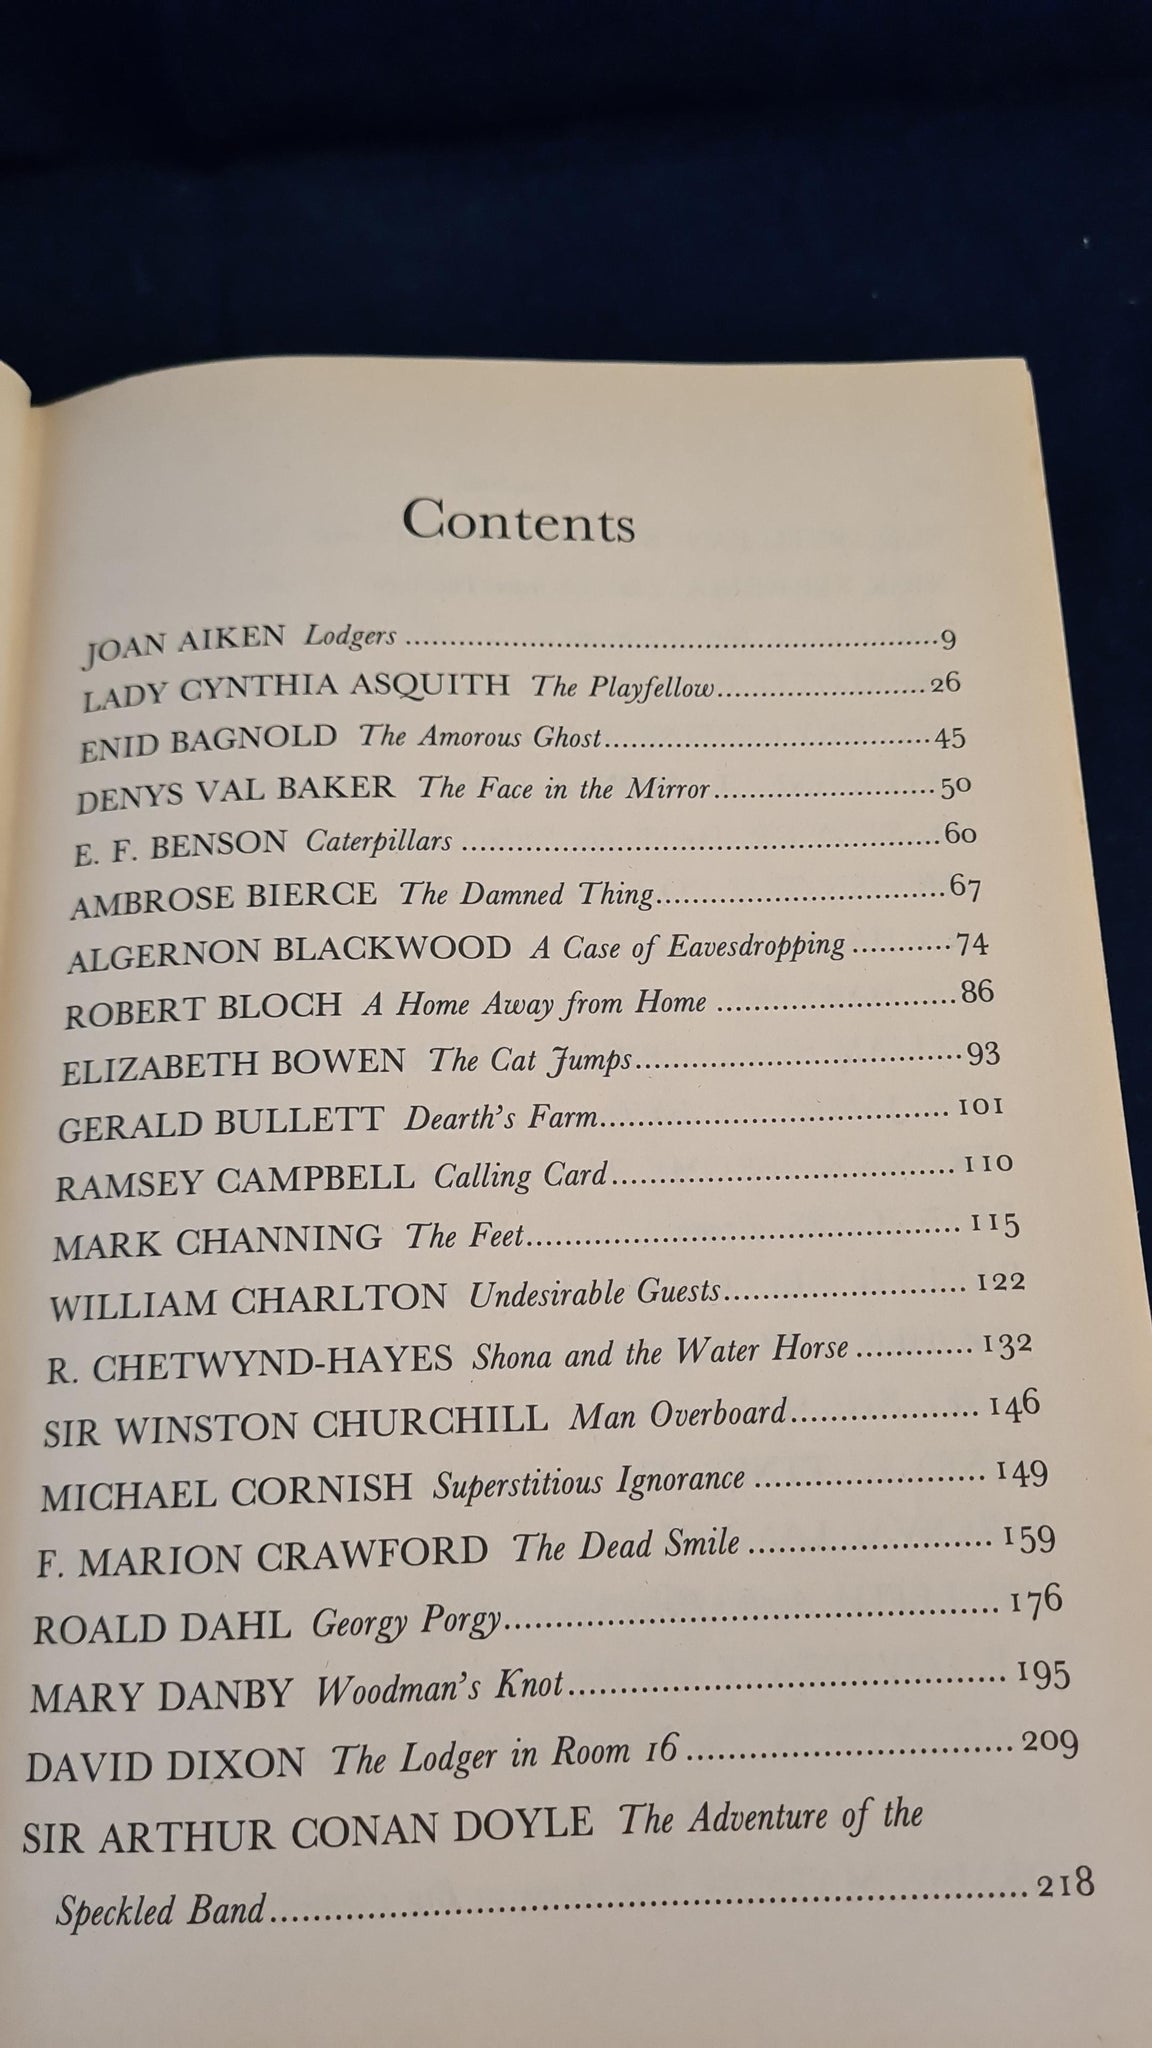 Contents
JOAN AIKEN Lodgers ..........................................................9
LADY CYNTHIA ASQUITH The Playfellow........................26
ENID BAGNOLD The Amorous Ghost...................................45
DENYS VAL BAKER The Face in the Mirror........................50
E. F. BENSON Caterpillars ...................................................60
AMBROSE BIERCE The Damned Thing...............................67
ALGERNON BLACKWOOD A Case of Eavesdropping ...........74
ROBERT BLOCH A Home Away from Home .........................86
ELIZABETH BOWEN The Cat Jumps..................................93
GERALD BULLETT Dearth's Farm..................................... 101
RAMSEY CAMPBELL Calling Card..................................... 110
MARK CHANNING The Feet.............................................. 115
WILLIAM CHARLTON Undesirable Guests......................... 122
R. CHETWYND-HAYES Shona and the Water Horse ............ 132
SIR WINSTON CHURCHILL Man Overboard.................... 146
MICHAEL CORNISH Superstitious Ignorance ....................... 149
F. MARION CRAWFORD The Dead Smile ......................... 159
ROALD DAHL Georgy Porgy................................................ 176
MARY DANBY Woodman's Knot.......................................... 195
DAVID DIXON The Lodger in Room 16................................ 209
SIR ARTHUR CONAN DOYLE The Adventure of the
Speckled Band...................................................................... 218